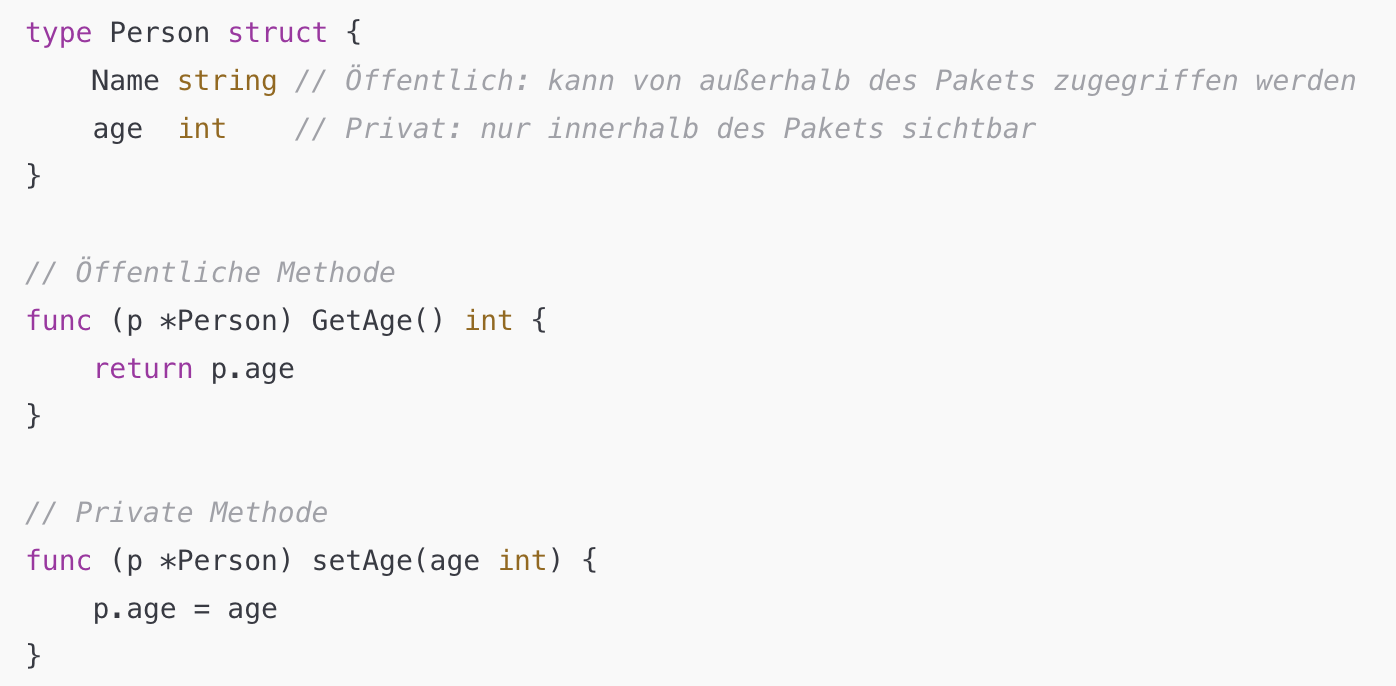 type Person struct {
    Name string // Öffentlich: kann von außerhalb des Pakets zugegriffen werden
    age  int    // Privat: nur innerhalb des Pakets sichtbar
}

// Öffentliche Methode
func (p *Person) GetAge() int {
    return p.age
}

// Private Methode
func (p *Person) setAge(age int) {
    p.age = age
}